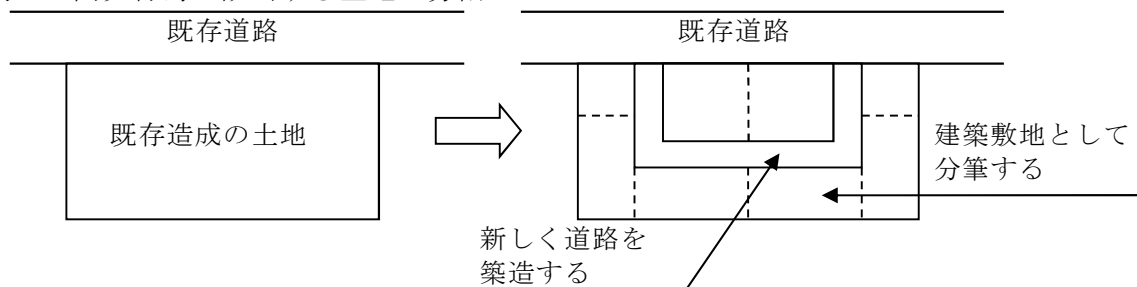 既存道路
既存道路
既存造成の土地
建築敷地として
分筆する
新しく道路を
築造する